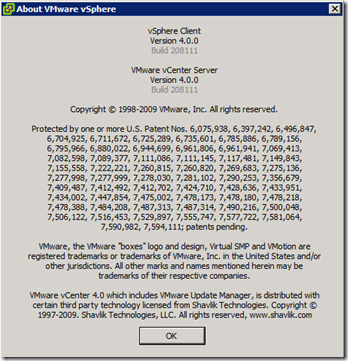 About VMware vSphere
vSphere Client
Version 4.0.0
Build 208111
VMware vCenter Server
Version 4.0.0
Build 208111
Copyright © 1998-2009 VMware, Inc. All rights reserved.
Protected by one or more U.S. Patent Nos. 6,075,938, 6,397,242, 6,496,847,
6,704,925, 6,711,672, 6,725,289, 6,735,601, 6,785,886, 6,789,156,
6,795,966, 6,880,022, 6,944,699, 6,961,806, 6,961,941, 7,069,413,
7,082,598, 7,089,377, 7,111,086, 7,111,145, 7,117,481, 7,149,843,
7,155,558, 7,222,221, 7,260,815, 7,260,820, 7,269,683, 7,275,136,
7,277,998, 7,277,999, 7,278,030, 7,281,102, 7,290,253, 7,356,679,
7,409,487, 7,412,492, 7,412,702, 7,424,710, 7,428,636, 7,433,951,
7,434,002, 7,447,854, 7,475,002, 7,478,173, 7,478,180, 7,478,218,
7,478,388, 7,484,208, 7,487,313, 7,487,314, 7,490,216, 7,500,048,
7,506,122, 7,516,453, 7,529,897, 7,555,747, 7,577,722, 7,581,064,
7,590,982, 7,594,111; patents pending.
VMware, the VMware "boxes" logo and design, Virtual SMP and VMotion are
registered trademarks or trademarks of VMware, Inc. in the United States and/or
other jurisdictions. All other marks and names mentioned herein may be
trademarks of their respective companies.
VMware vCenter 4.0 which includes VMware Update Manager, is distributed with
certain third party technology licensed from Shavlik Technologies. Copyright ©
1997-2009. Shavlik Technologies, LLC. All rights reserved, www.shavlik.com
OK